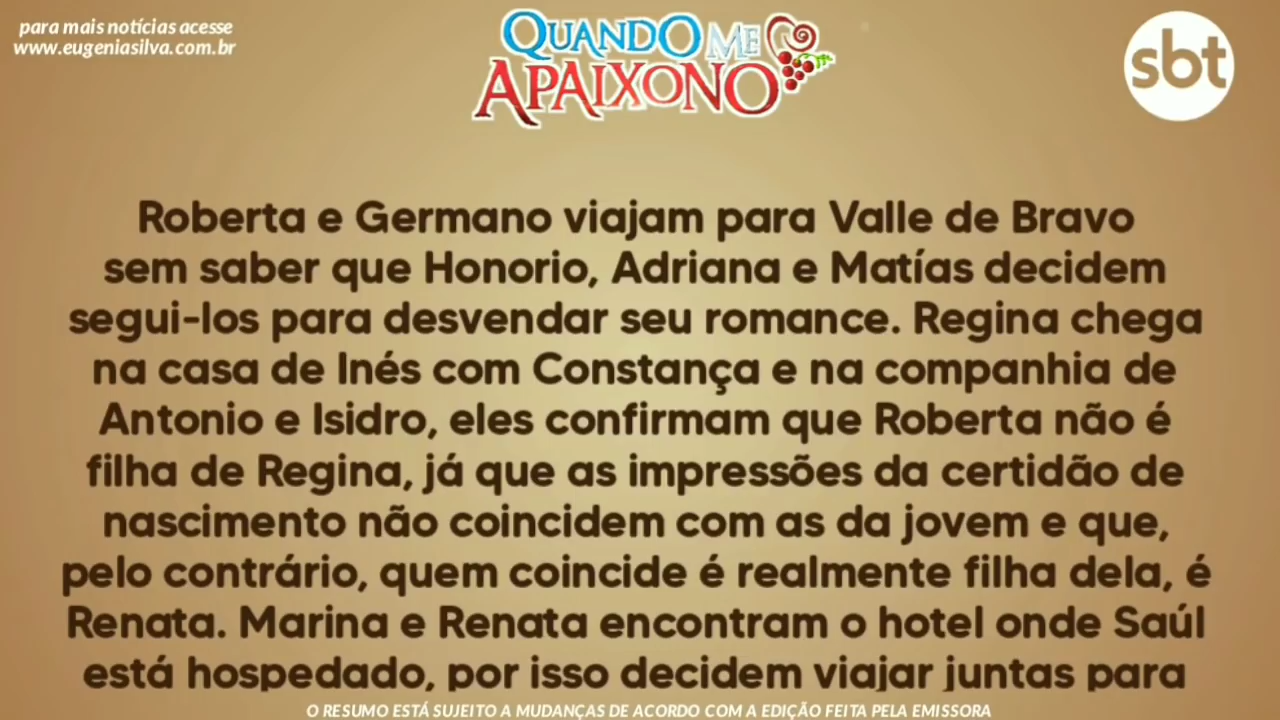 para mais notícias acesse
www.eugeniasilva.com.br
QUANDO ME
APAIXONO
sbt
Roberta e Germano viajam para Valle de Bravo
sem saber que Honorio, Adriana e Matías decidem
segui-los para desvendar seu romance. Regina chega
na casa de Inés com Constança e na companhia de
Antonio e Isidro, eles confirmam que Roberta não é
filha de Regina, já que as impressões da certidão de
nascimento não coincidem com as da jovem e que,
pelo contrário, quem coincide é realmente filha dela, é
Renata. Marina e Renata encontram o hotel onde Saúl
está hospedado, por isso decidem viajar juntas para
O RESUMO ESTÁ SUJEITO A MUDANÇAS DE ACORDO COM A EDIÇÃO FEITA PELA EMISSORA